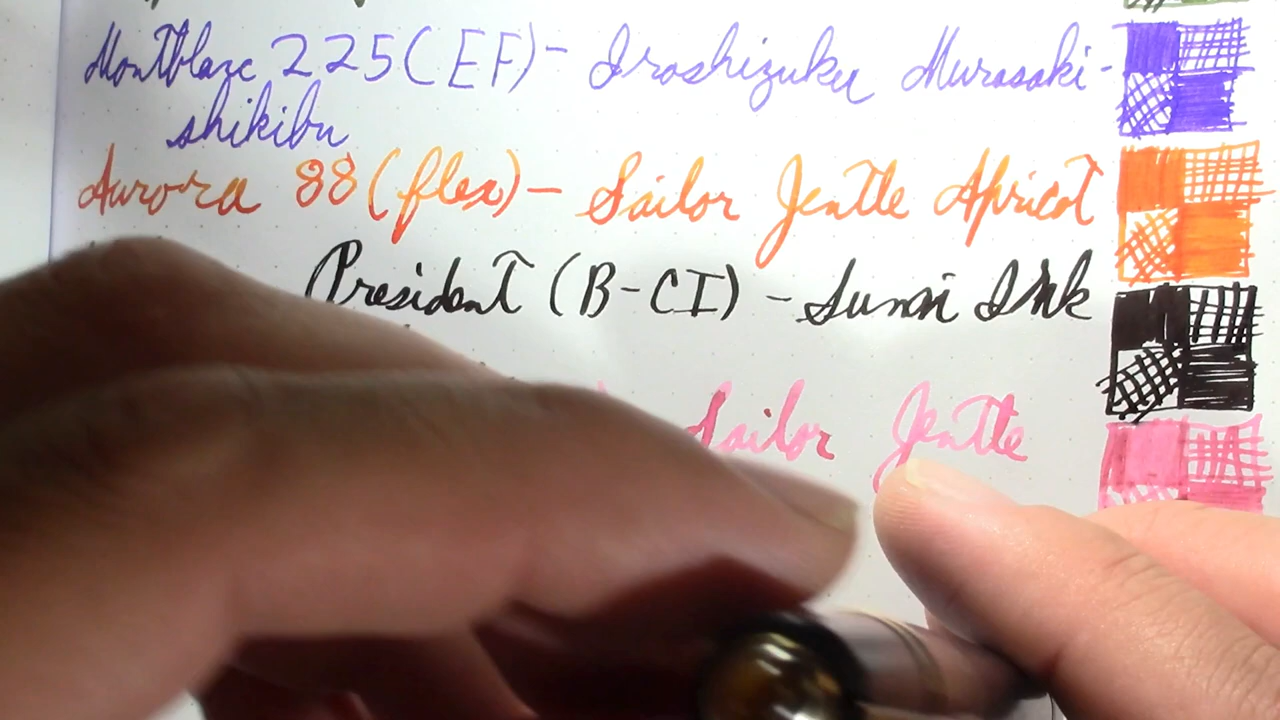 Montblanc 225(EF)- Iroshizuku Murasaki-
shikibu
Aurora 88(flex)- Sailor Jentle Apricot
President (B-CI) -Sumi Ink
Sailor Jentle